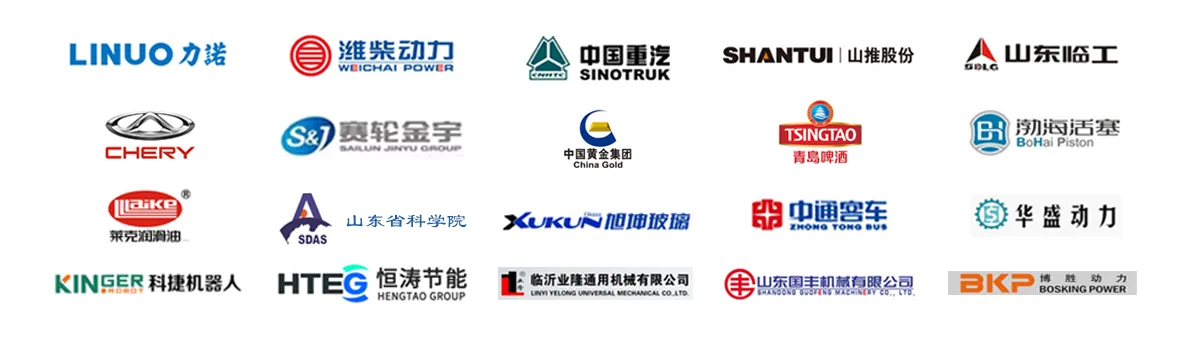 LINUO 力诺
潍柴动力
WEICHAI POWER
中国重汽
SINOTRUK
CNHTC
SHANTUI 山推股份
SDLG
山东临工
CHERY
S&J
赛轮金宇
SAILUN JINYU GROUP
中国黄金集团
China Gold
TSINGTAO
青岛啤酒
BH
渤海活塞
BoHai Piston
Laike®
莱克润滑油
SDAS
山东省科学院
China
XUKUN 旭坤玻璃
中通客车
ZHONG TONG BUS
S
华盛动力
KINGER 科捷机器人
ROBOT
HTEG
恒涛节能
HENGTAO GROUP
临沂业隆通用机械有限公司
LINYI YELONG UNIVERSAL MECHANICAL CO.,LTD.
山东国丰机械有限公司
SHANDONG GUOFENG MACHINERY CO., LTD.
BKP
博胜动力
BOSKING POWER